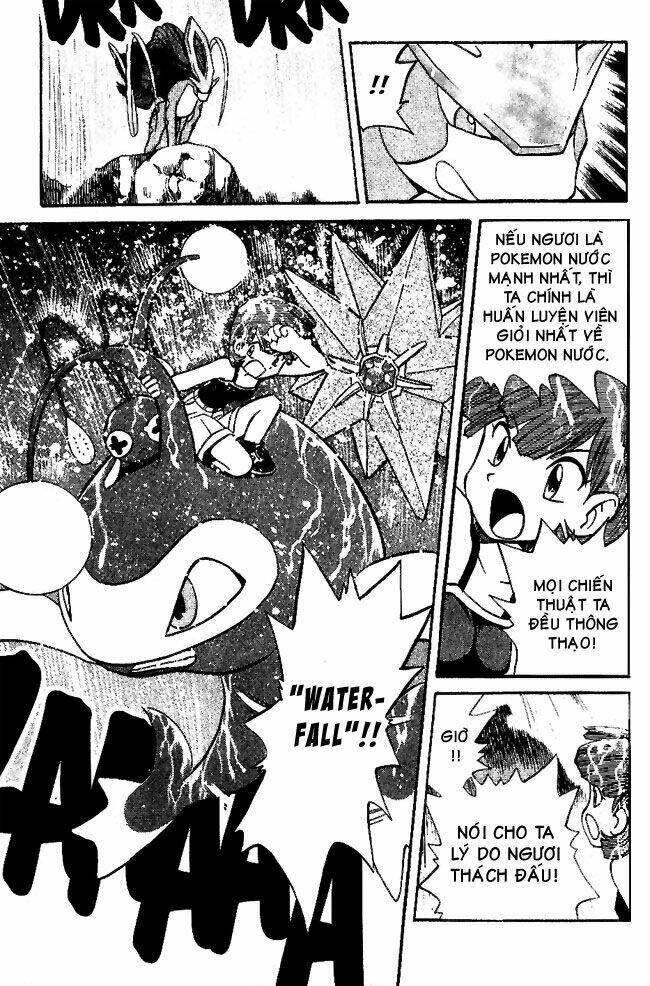 DRR
DRK
!!
NẾU NGƯƠI LÀ
POKEMON NƯỚC
MẠNH NHẤT, THÌ
TA CHÍNH LÀ
HUẤN LUYỆN VIÊN
GIỎI NHẤT VỀ
POKEMON NƯỚC.
MỌI CHIẾN
THUẬT TA
ĐỀU THÔNG
THẠO!
"WATER-
FALL"!!
GIỜ
!!
NÓI CHO TA
LÝ DO NGƯƠI
THÁCH ĐẤU!